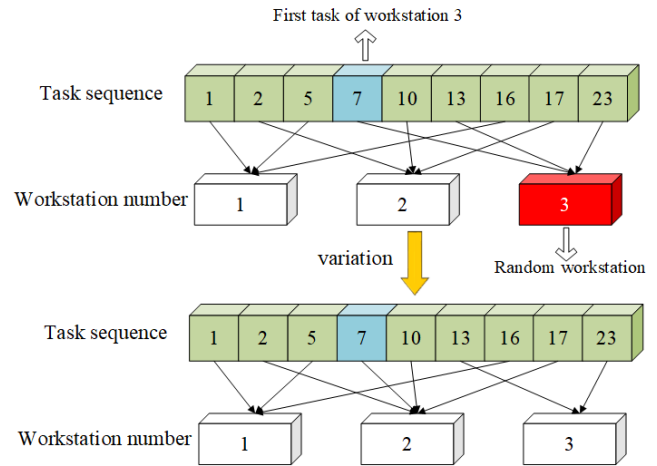 First task of workstation 3
Task sequence 1 2 5 7 10 13 16 17 23
Workstation number 1 2 3
variation
Random workstation
Task sequence 1 2 5 7 10 13 16 17 23
Workstation number 1 2 3